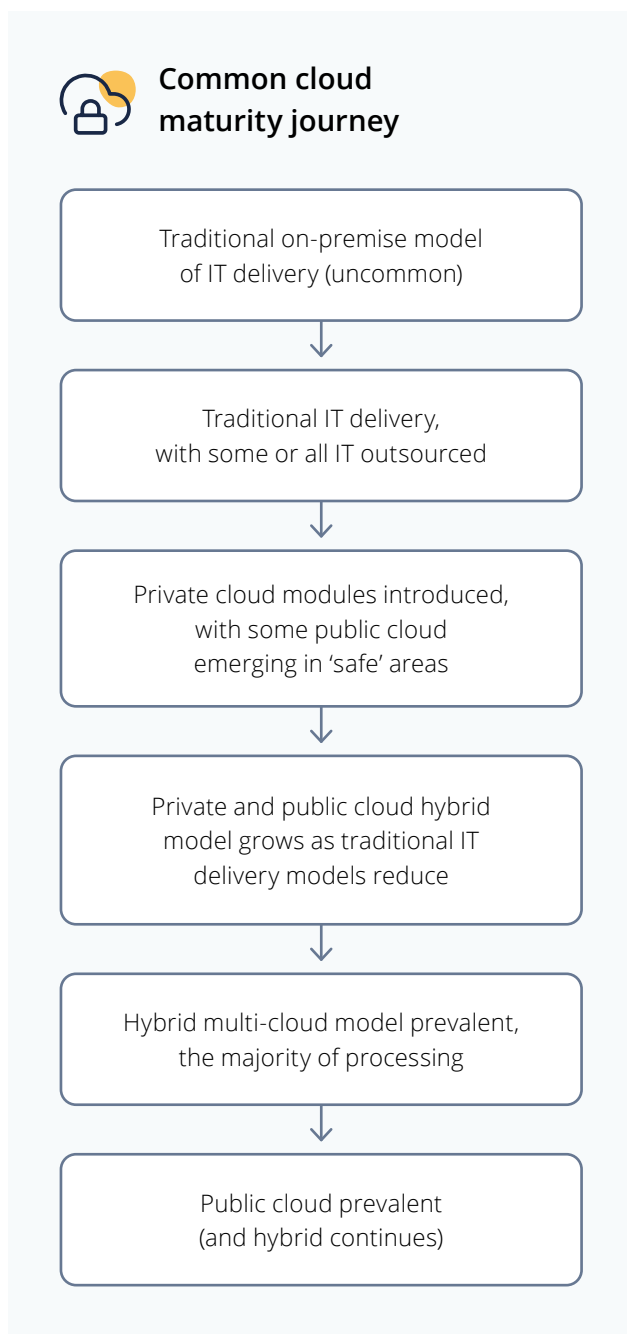 Common cloud
maturity journey
Traditional on-premise model
of IT delivery (uncommon)
Traditional IT delivery,
with some or all IT outsourced
Private cloud modules introduced,
with some public cloud
emerging in ‘safe’ areas
Private and public cloud hybrid
model grows as traditional IT
delivery models reduce
Hybrid multi-cloud model prevalent,
the majority of processing
Public cloud prevalent
(and hybrid continues)